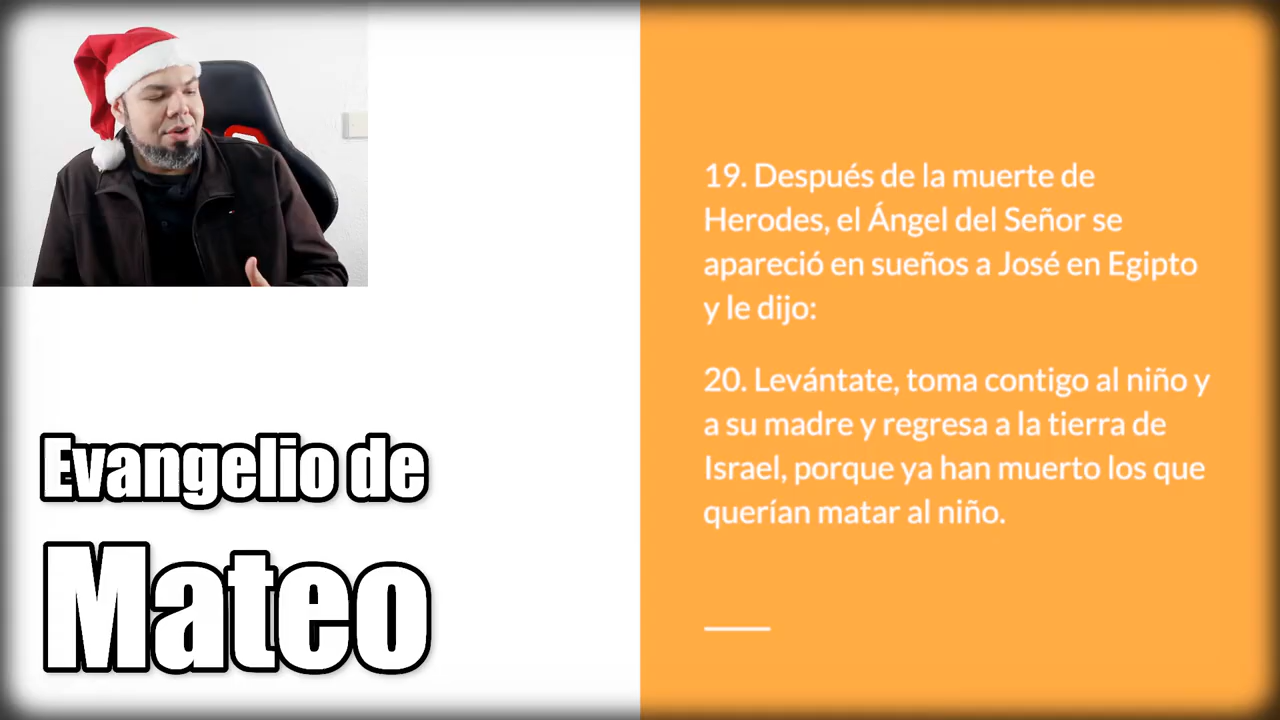 Evangelio de
Mateo
19. Después de la muerte de
Herodes, el Ángel del Señor se
apareció en sueños a José en Egipto
y le dijo:
20. Levántate, toma contigo al niño y
a su madre y regresa a la tierra de
Israel, porque ya han muerto los que
querían matar al niño.